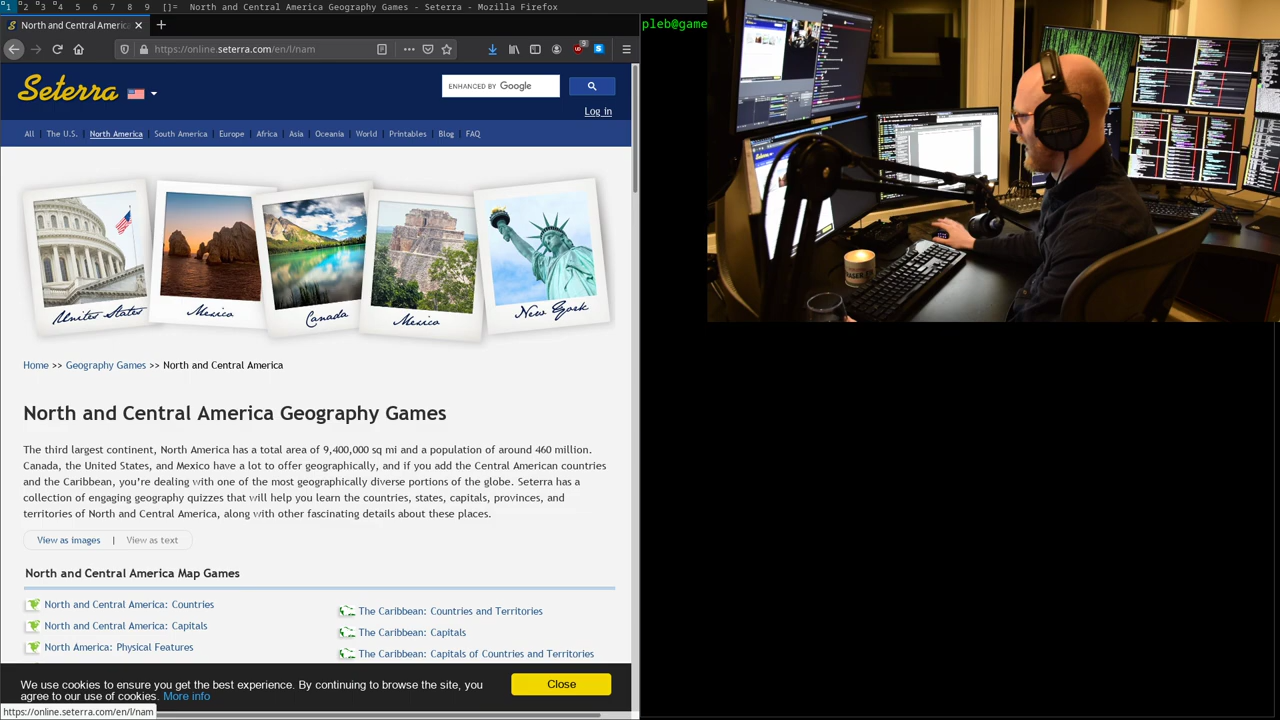 1 2 3 4 5 6 7 8 9 []= North and Central America Geography Games - Seterra - Mozilla Firefox
North and Central America
https://online.seterra.com/en/l/nam
pleb@game
Seterra
ENHANCED BY Google
Log in
All The U.S. North America South America Europe Africa Asia Oceania World Printables Blog FAQ
United States
Mexico
Canada
Mexico
New York
Home >> Geography Games >> North and Central America
North and Central America Geography Games
The third largest continent, North America has a total area of 9,400,000 sq mi and a population of around 460 million.
Canada, the United States, and Mexico have a lot to offer geographically, and if you add the Central American countries
and the Caribbean, you’re dealing with one of the most geographically diverse portions of the globe. Seterra has a
collection of engaging geography quizzes that will help you learn the countries, states, capitals, provinces, and
territories of North and Central America, along with other fascinating details about these places.
View as images | View as text
North and Central America Map Games
North and Central America: Countries
North and Central America: Capitals
North America: Physical Features
The Caribbean: Countries and Territories
The Caribbean: Capitals
The Caribbean: Capitals of Countries and Territories
We use cookies to ensure you get the best experience. By continuing to browse the site, you
agree to our use of cookies. More info
Close
https://online.seterra.com/en/l/nam